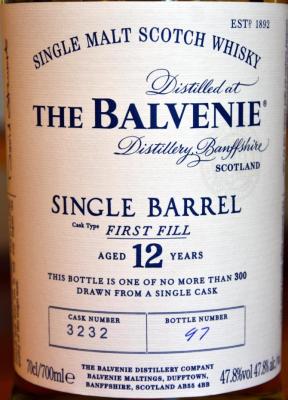 ESTD 1892
SINGLE MALT SCOTCH WHISKY
Distilled at
THE BALVENIE®
Distillery, Banffshire
SCOTLAND
SINGLE BARREL
Cask Type FIRST FILL
AGED 12 YEARS
THIS BOTTLE IS ONE OF NO MORE THAN 300
DRAWN FROM A SINGLE CASK
CASK NUMBER
3232
BOTTLE NUMBER
97
70cl/700ml e
THE BALVENIE DISTILLERY COMPANY
BALVENIE MALTINGS, DUFFTOWN,
BANFFSHIRE, SCOTLAND AB55 4BB
47.8%vol 47.8%